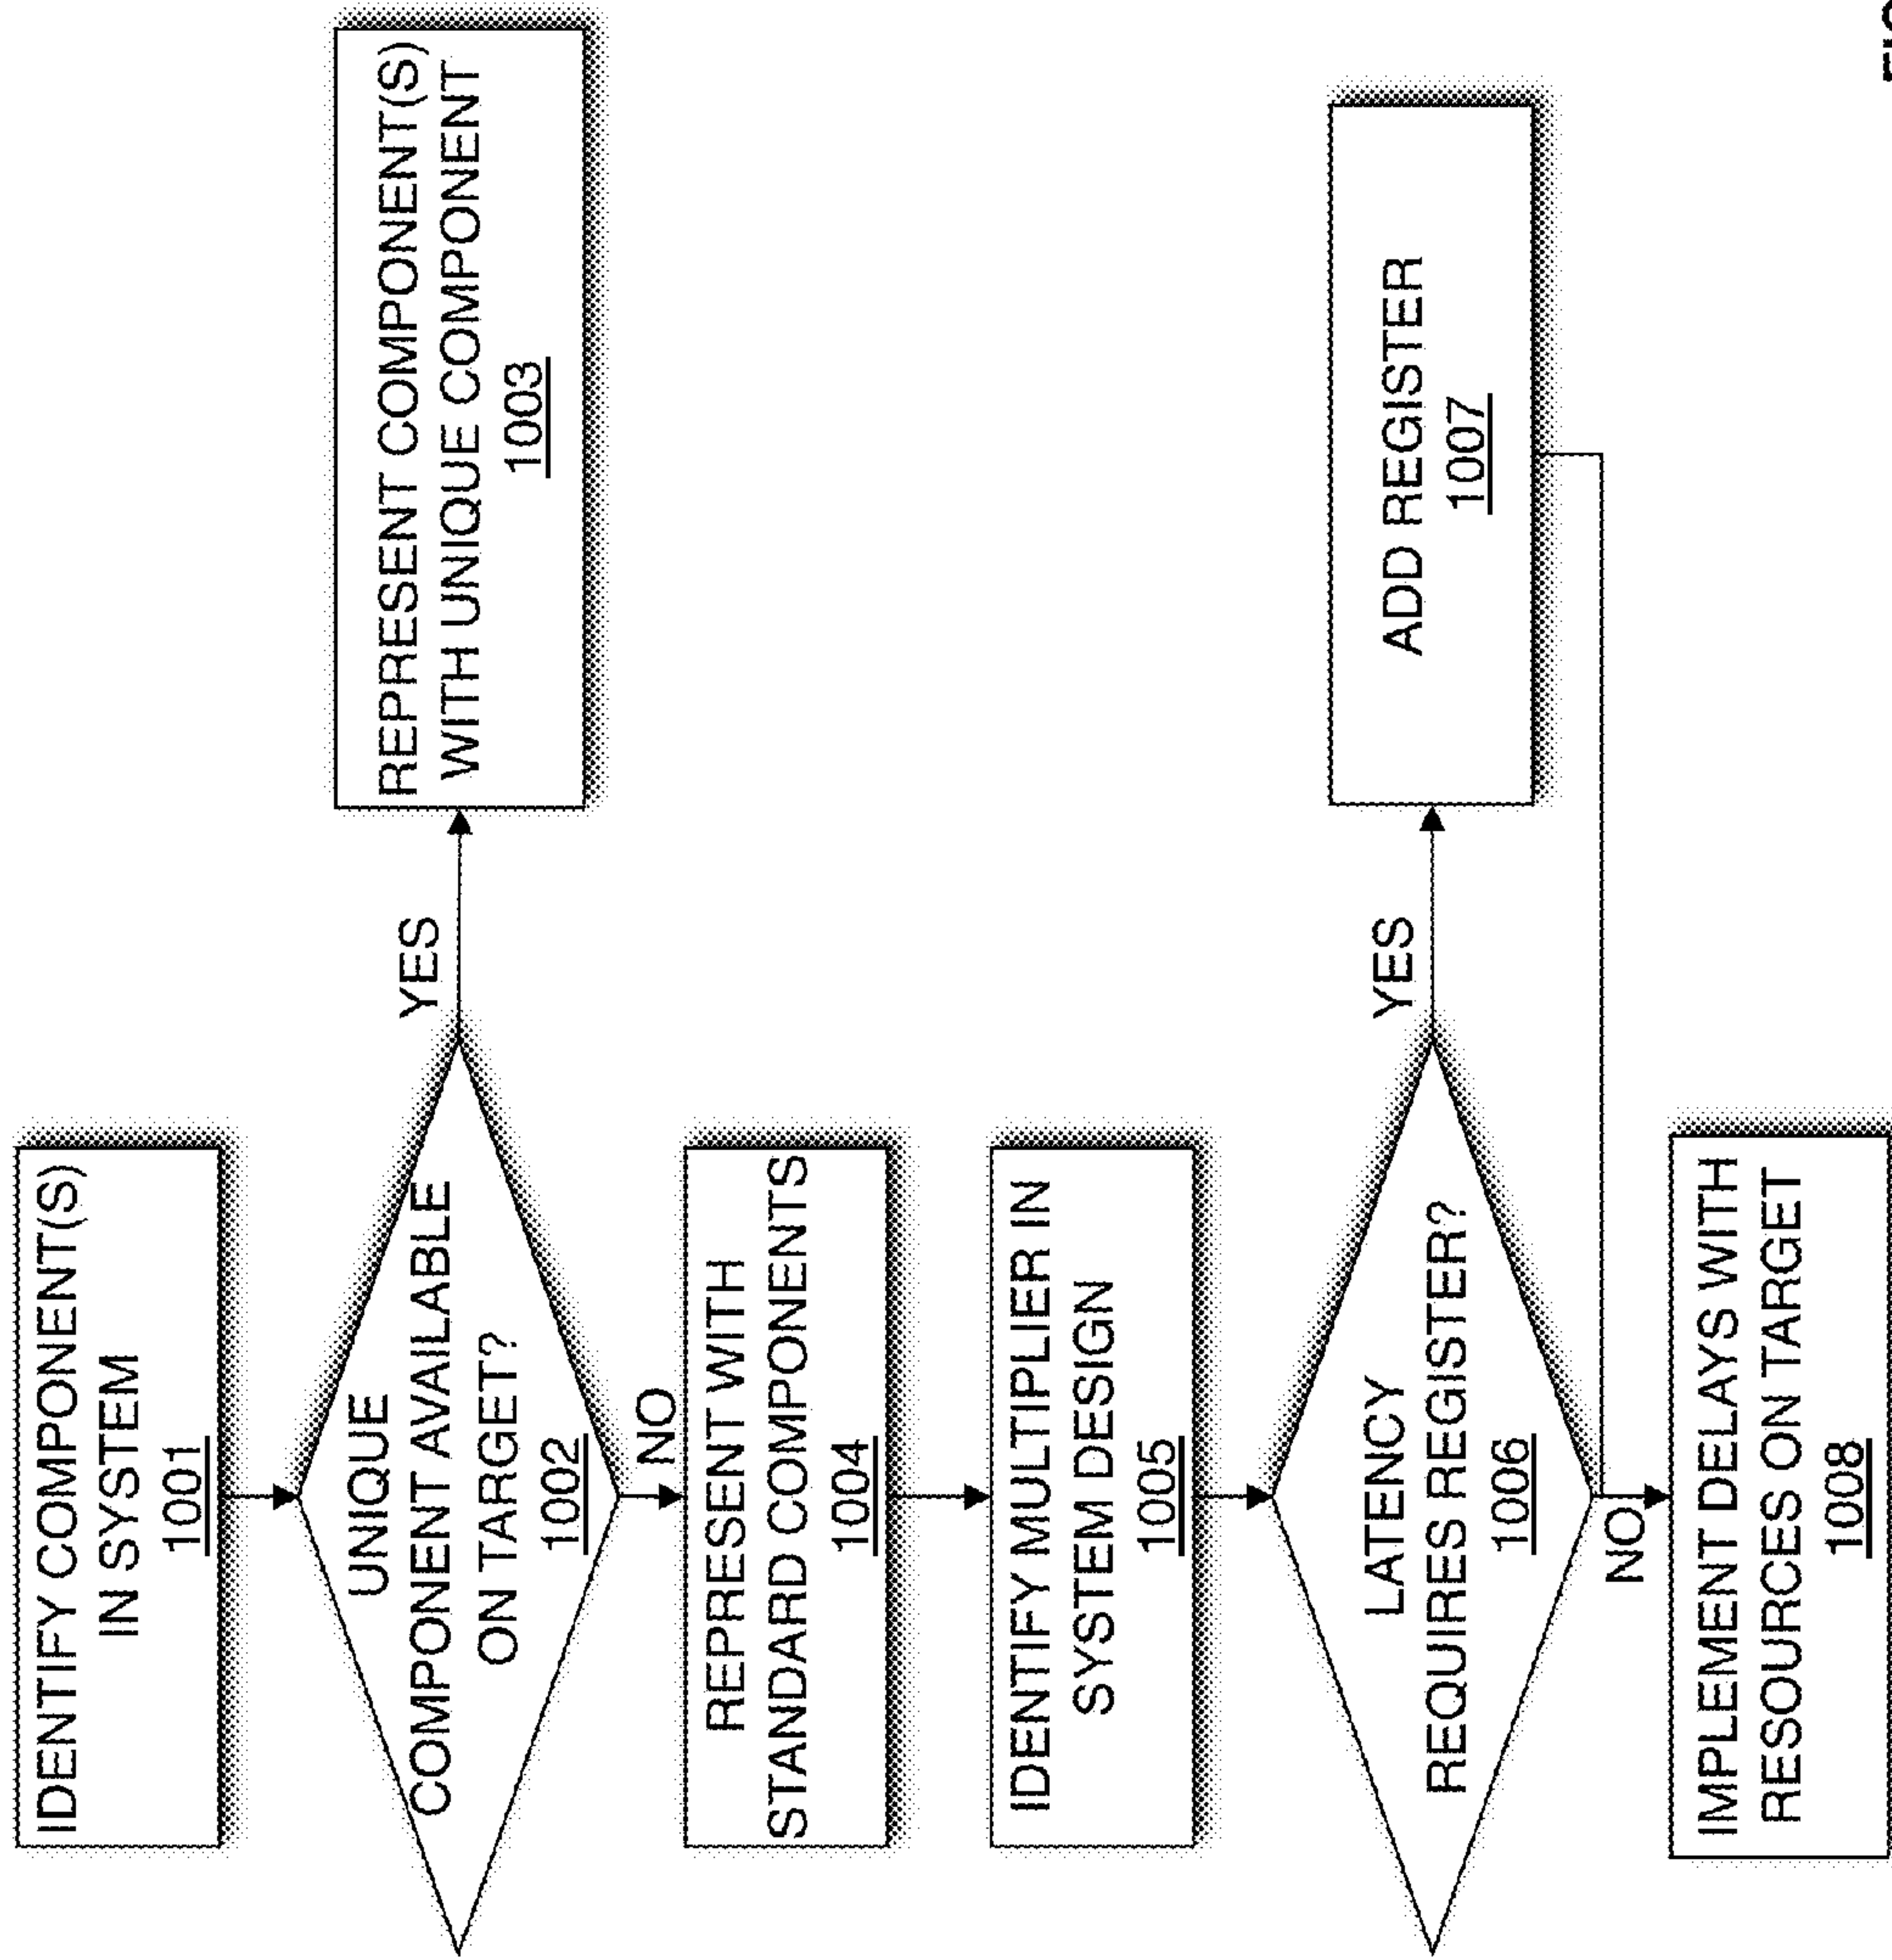 IDENTIFY COMPONENT(S)
IN SYSTEM
1001
UNIQUE
COMPONENT AVAILABLE
ON TARGET?
1002
YES
REPRESENT COMPONENT(S)
WITH UNIQUE COMPONENT
1003
NO
REPRESENT WITH
STANDARD COMPONENTS
1004
IDENTIFY MULTIPLIER IN
SYSTEM DESIGN
1005
LATENCY
REQUIRES REGISTER?
1006
YES
ADD REGISTER
1007
NO
IMPLEMENT DELAYS WITH
RESOURCES ON TARGET
1008